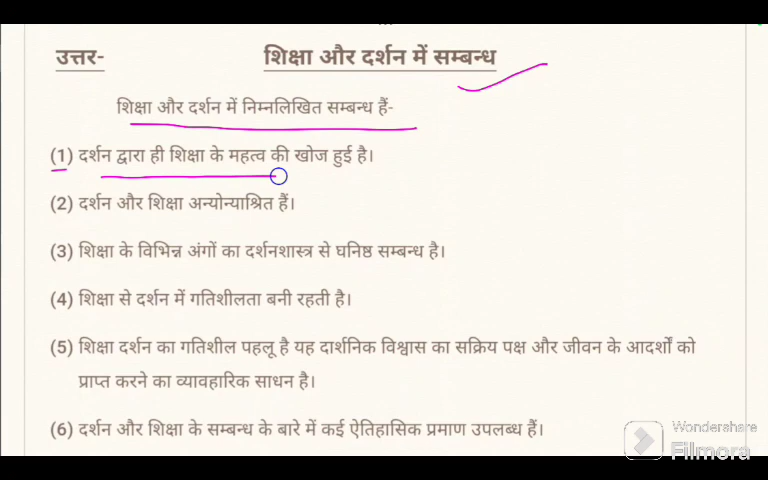 उत्तर- शिक्षा और दर्शन में सम्बन्ध
शिक्षा और दर्शन में निम्नलिखित सम्बन्ध हैं-
(1) दर्शन द्वारा ही शिक्षा के महत्व की खोज हुई है।
(2) दर्शन और शिक्षा अन्योन्याश्रित हैं।
(3) शिक्षा के विभिन्न अंगों का दर्शनशास्त्र से घनिष्ठ सम्बन्ध है।
(4) शिक्षा से दर्शन में गतिशीलता बनी रहती है।
(5) शिक्षा दर्शन का गतिशील पहलू है यह दार्शनिक विश्वास का सक्रिय पक्ष और जीवन के आदर्शों को
प्राप्त करने का व्यावहारिक साधन है।
(6) दर्शन और शिक्षा के सम्बन्ध के बारे में कई ऐतिहासिक प्रमाण उपलब्ध हैं।
Wondershare
Filmora